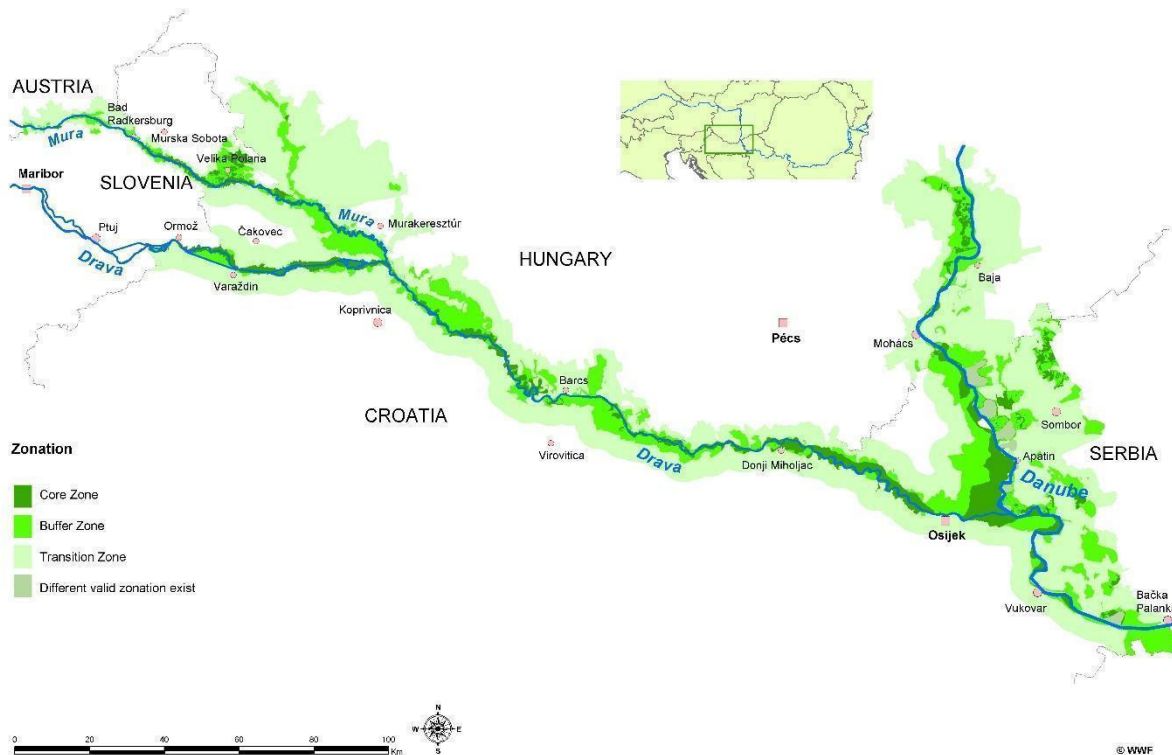 AUSTRIA
Bad
Radkersburg
Mura
Murska Sobota
Velika Polana
Maribor
SLOVENIA
Ptuj
Ormož
Čakovec
Mura
Murakeresztúr
Drava
Varaždin
HUNGARY
Baja
Koprivnica
Pécs
Mohács
Barcs
CROATIA
Sombor
Virovitica
Drava
Donji Miholjac
Apatin
SERBIA
Danube
Osijek
Vukovar
Bačka
Palanka
Zonation
Core Zone
Buffer Zone
Transition Zone
Different valid zonation exist
0 20 40 60 80 100
Km
N
W E
S
© WWF